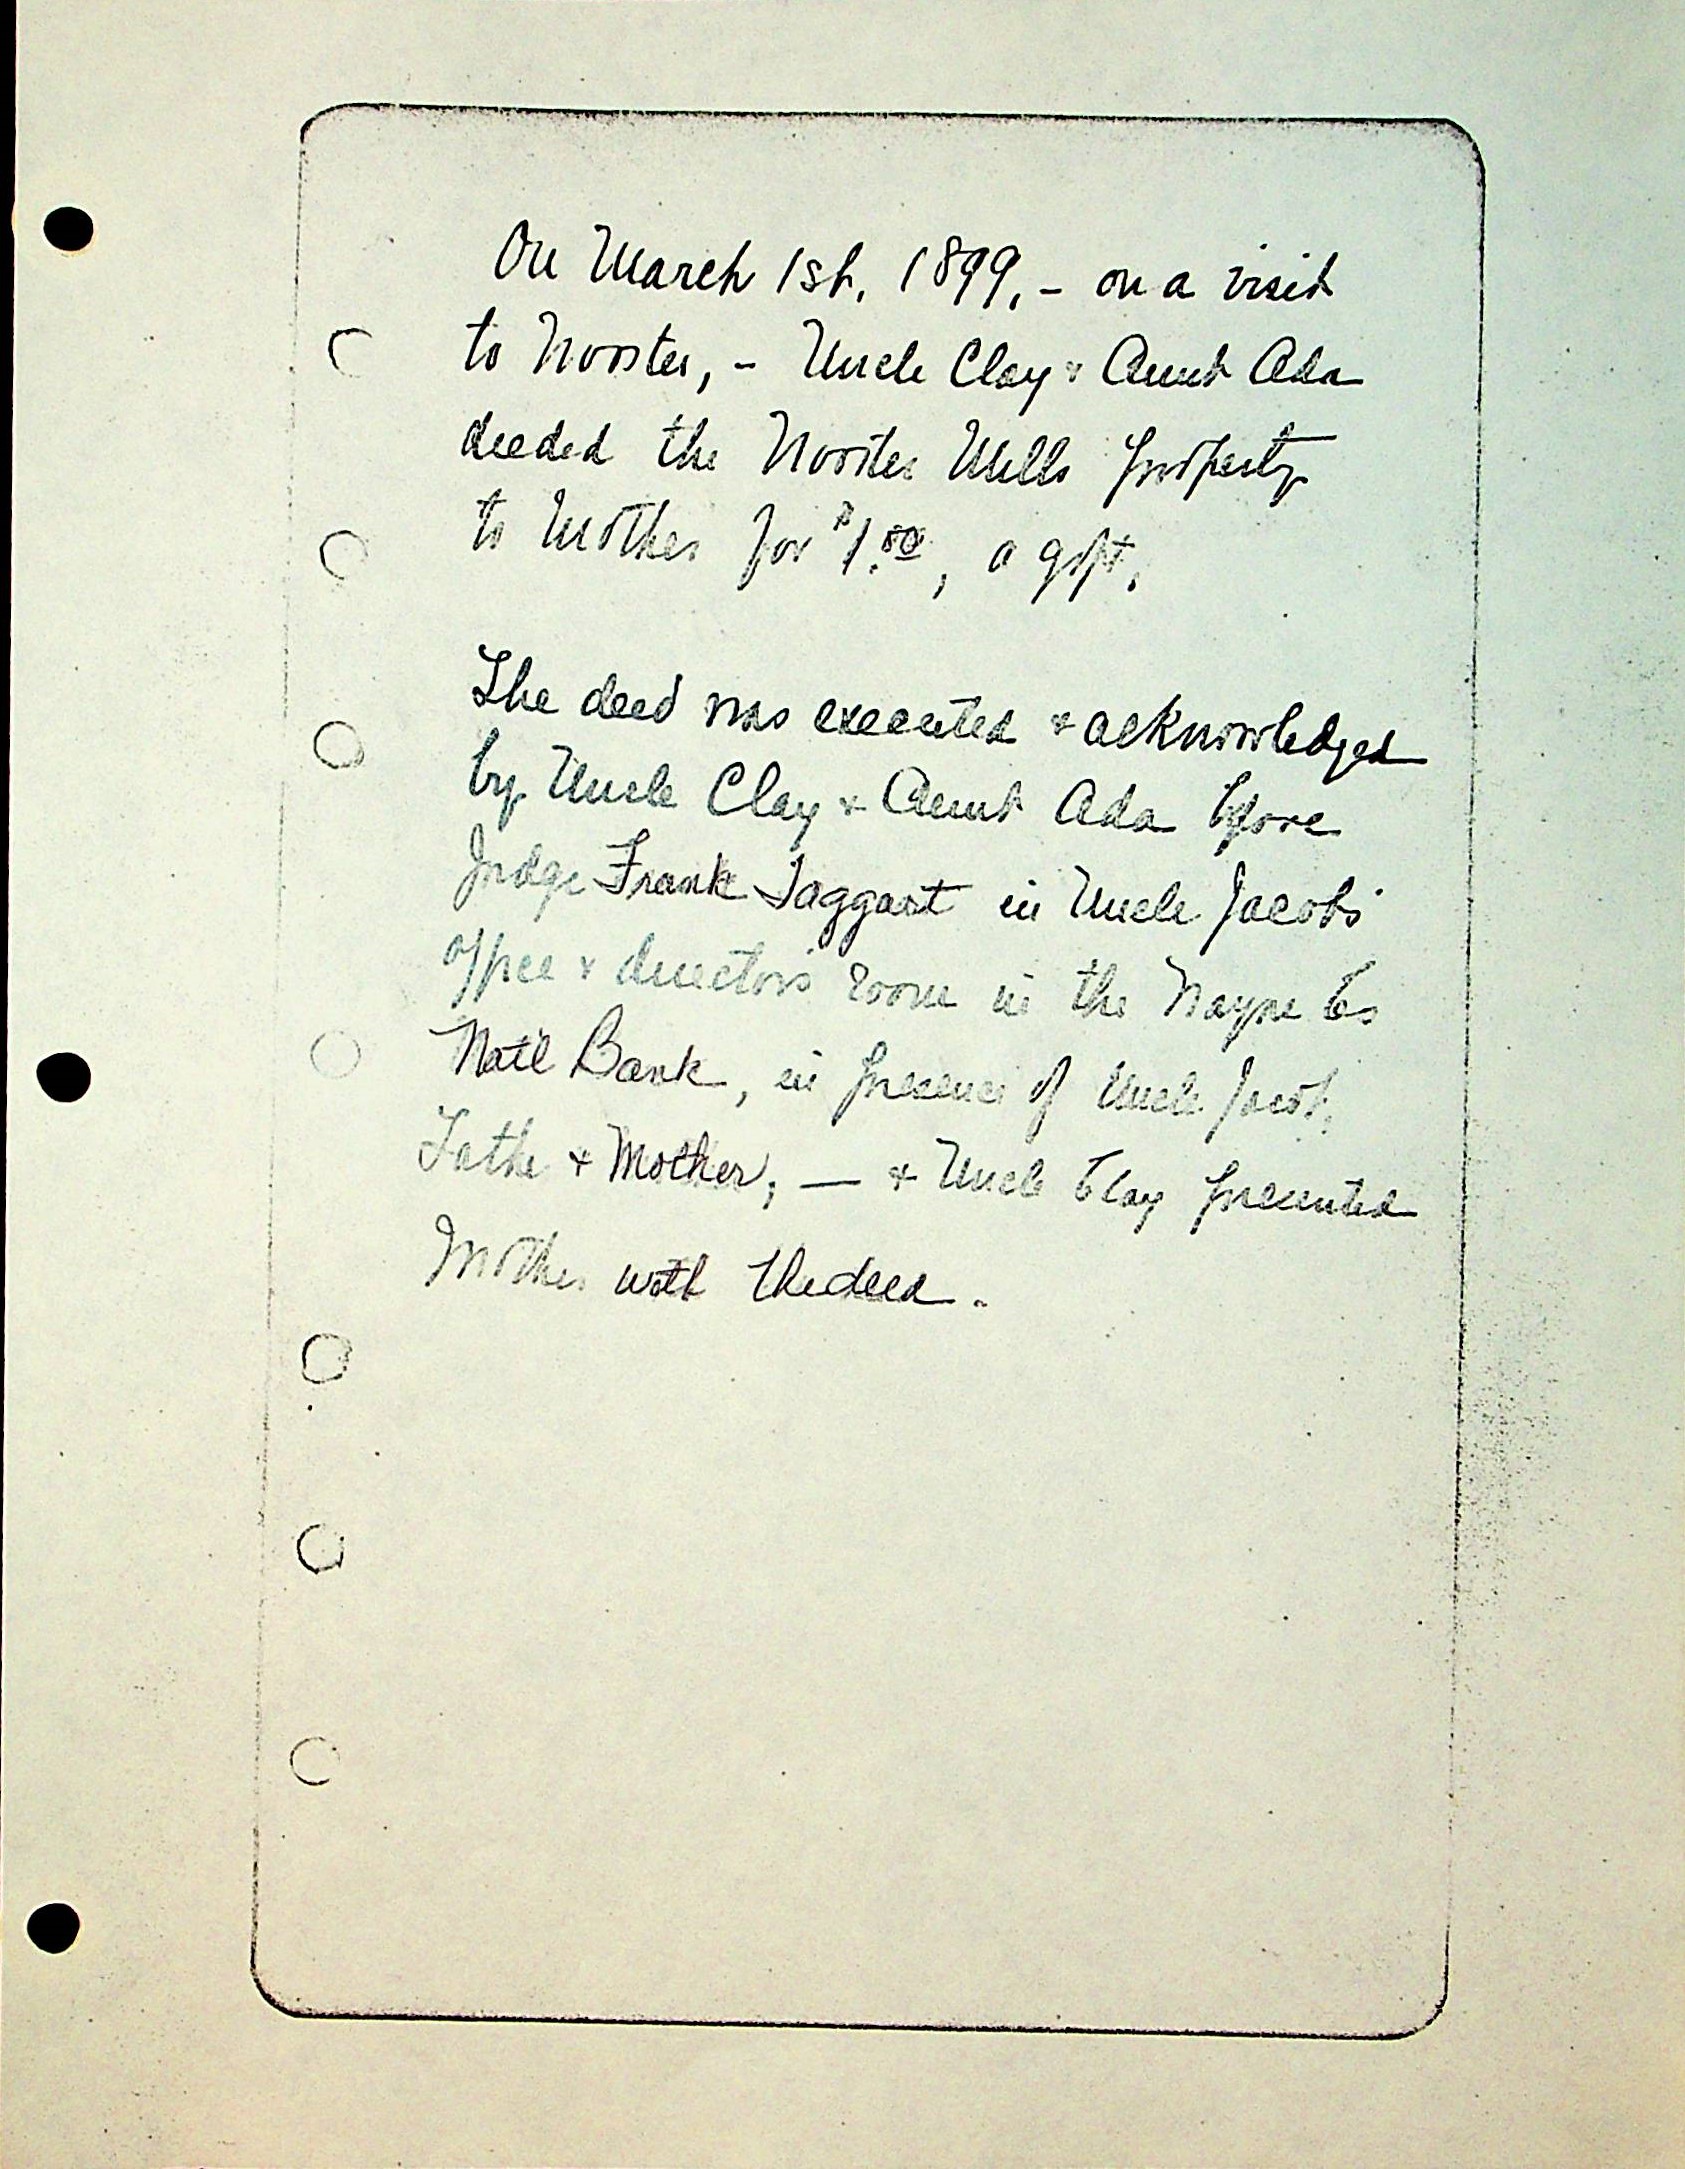 On March 1st, 1899, - on a visit
to Wooster, - Uncle Clay & Aunt Ada
deeded the Wooster Mills property
to Mother for $1.00, a gift.
The deed was executed & acknowledged
by Uncle Clay & Aunt Ada before
Judge Frank Taggart in Uncle Jacob's
office & directors room in the Wayne Co
Nat'l Bank, in presence of Uncle Jacob,
Father & Mother, — & Uncle Clay presented
Mother with the deed.